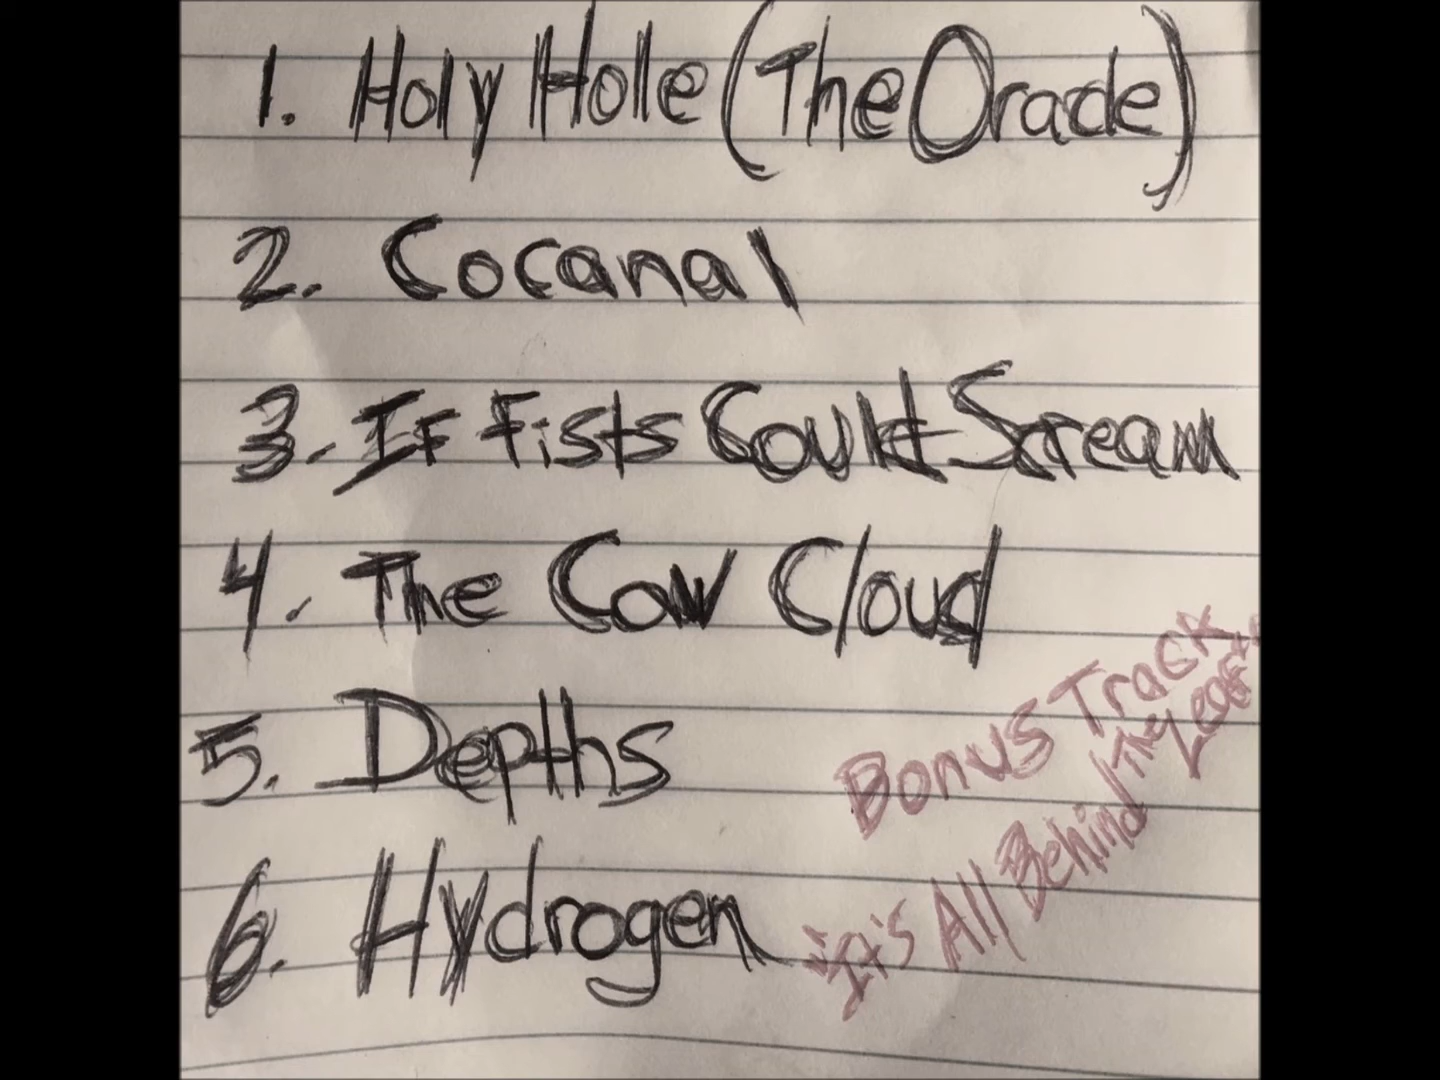 1. Holy Hole (The Oracle)
2. Cocanal
3. If Fists Could Scream
4. The Cow Cloud
5. Depths
6. Hydrogen
Bonus Track
"It's All Behind The